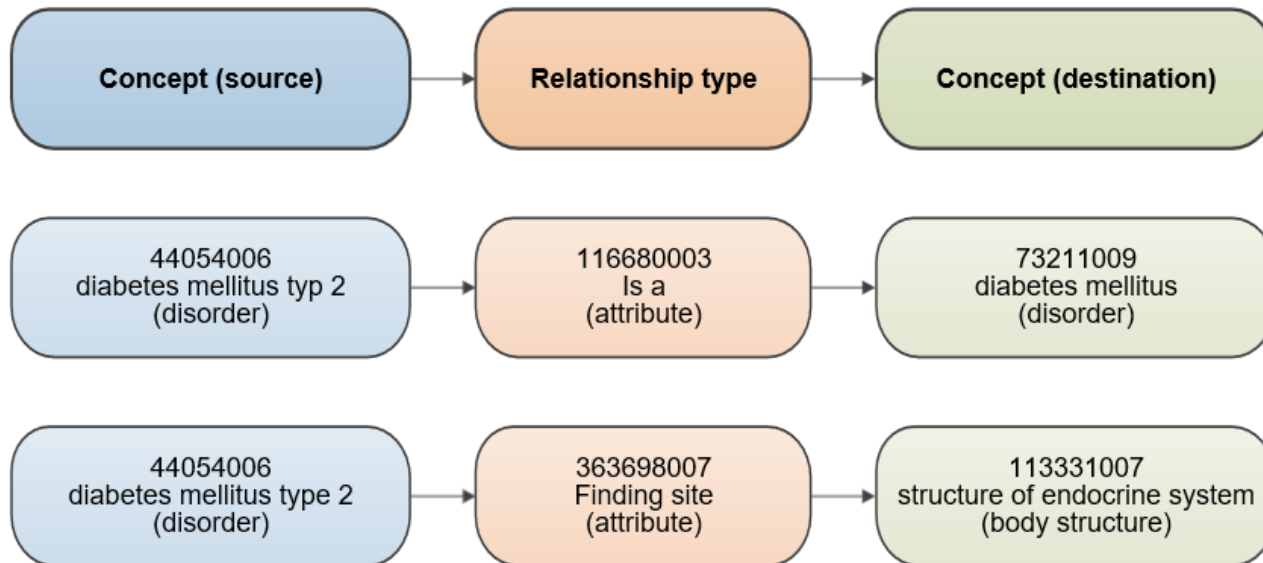 Concept (source)
Relationship type
Concept (destination)
44054006
diabetes mellitus typ 2
(disorder)
116680003
Is a
(attribute)
73211009
diabetes mellitus
(disorder)
44054006
diabetes mellitus type 2
(disorder)
363698007
Finding site
(attribute)
113331007
structure of endocrine system
(body structure)